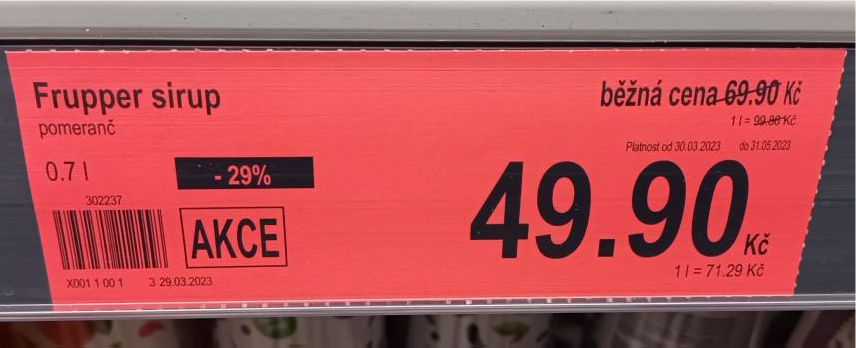 Frupper sirup
pomeranč
0.7 l
- 29%
302237
AKCE
X001 1 00 1 3 29.03.2023
běžná cena 69.90 Kč
1 l = 99.86 Kč
Platnost od 30.03.2023 do 31.05.2023
49.90 Kč
1 l = 71.29 Kč